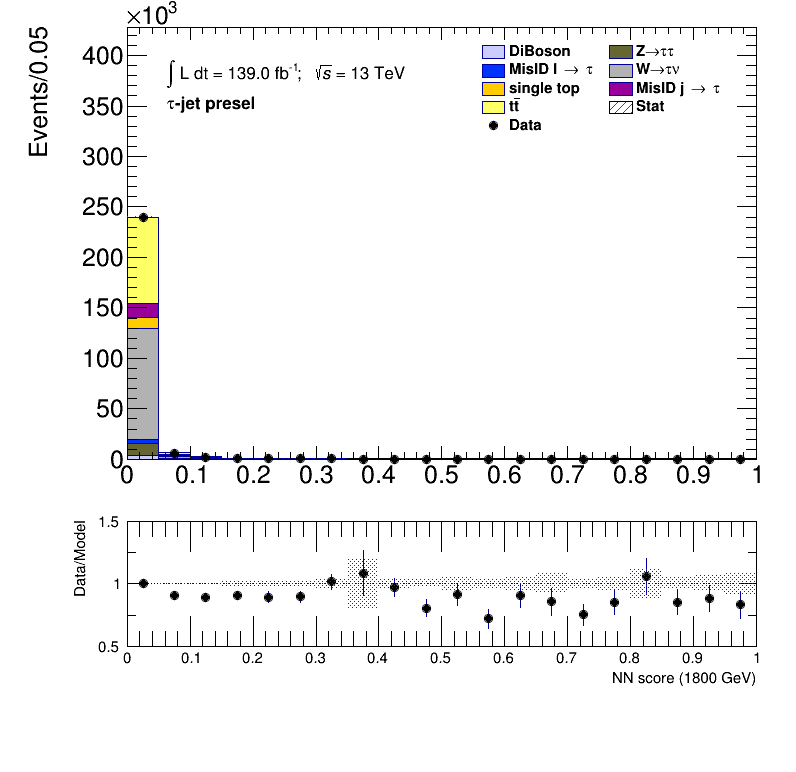 ×10³
Events/0.05
400
350
300
250
200
150
100
50
0
∫ L dt = 139.0 fb⁻¹; √s = 13 TeV
τ-jet presel
DiBoson
MisID l → τ
single top
tt̄
Data
Z→ττ
W→τν
MisID j → τ
Stat
0 0.1 0.2 0.3 0.4 0.5 0.6 0.7 0.8 0.9 1
Data/Model
1.5
1
0.5
0 0.1 0.2 0.3 0.4 0.5 0.6 0.7 0.8 0.9 1
NN score (1800 GeV)